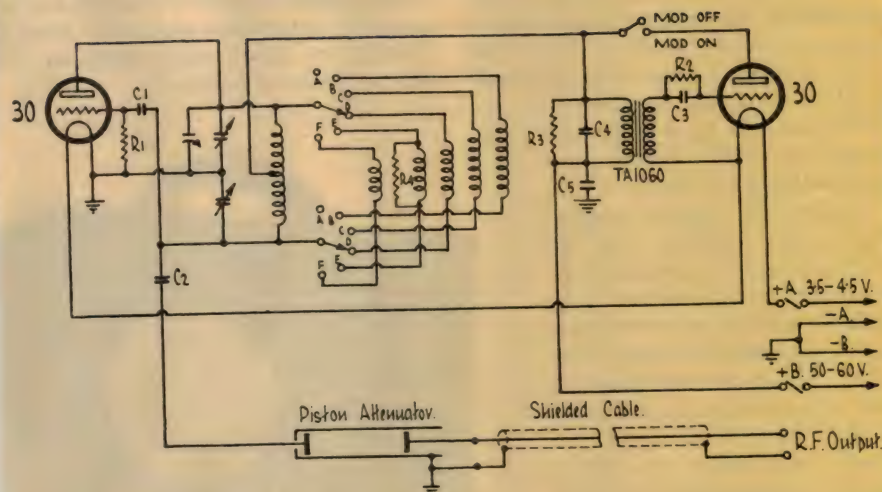 MOD OFF
MOD ON
30
C1
R1
C2
A
B
C
D
E
F
R4
A
B
C
D
E
F
R3
C4
C5
TA1060
R2
C3
30
+A 3·5-4·5 V.
-A.
-B.
+B. 50-60 V.
Piston Attenuator.
Shielded Cable.
R.F. Output.